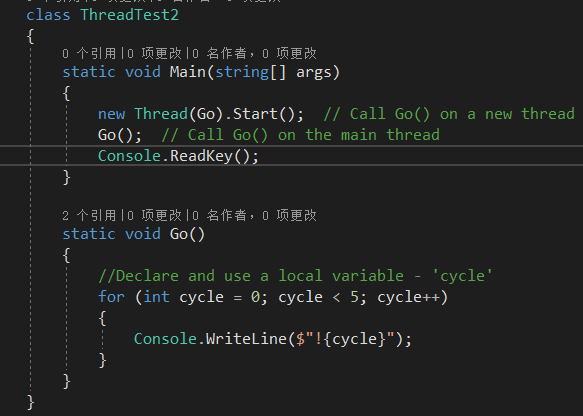 class ThreadTest2
{
0 个引用|0 项更改|0 名作者，0 项更改
static void Main(string[] args)
{
new Thread(Go).Start();  // Call Go() on a new thread
Go();  // Call Go() on the main thread
Console.ReadKey();
}
2 个引用|0 项更改|0 名作者，0 项更改
static void Go()
{
//Declare and use a local variable - 'cycle'
for (int cycle = 0; cycle < 5; cycle++)
{
Console.WriteLine($"!{cycle}");
}
}
}